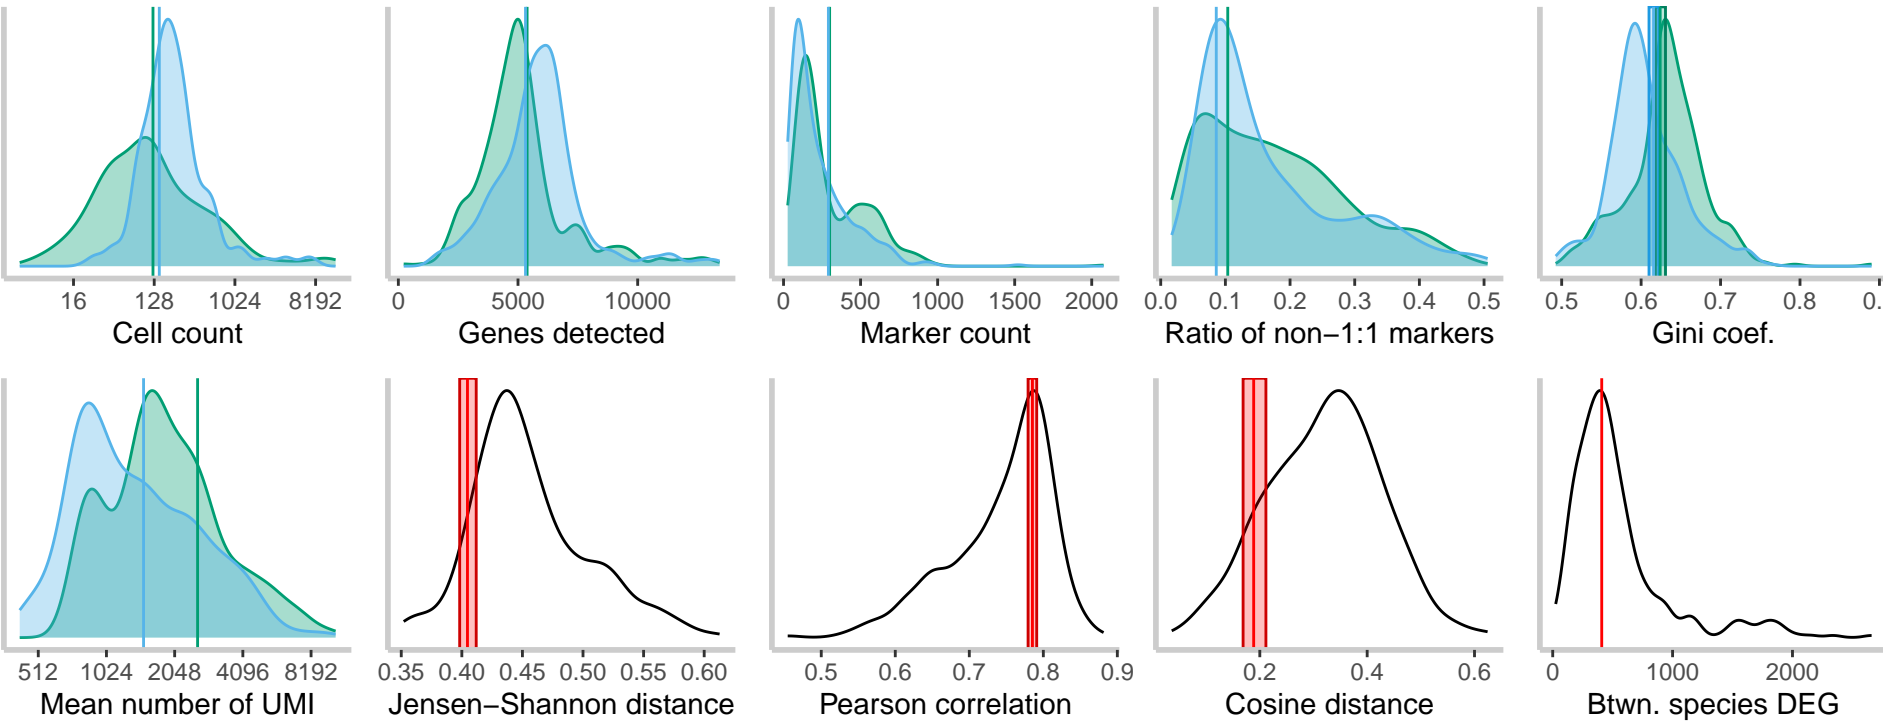 16 128 1024 8192
Cell count
0 5000 10000
Genes detected
0 500 1000 1500 2000
Marker count
0.0 0.1 0.2 0.3 0.4 0.5
Ratio of non−1:1 markers
0.5 0.6 0.7 0.8 0.
Gini coef.
512 1024 2048 4096 8192
Mean number of UMI
0.35 0.40 0.45 0.50 0.55 0.60
Jensen−Shannon distance
0.5 0.6 0.7 0.8 0.9
Pearson correlation
0.2 0.4 0.6
Cosine distance
0 1000 2000
Btwn. species DEG